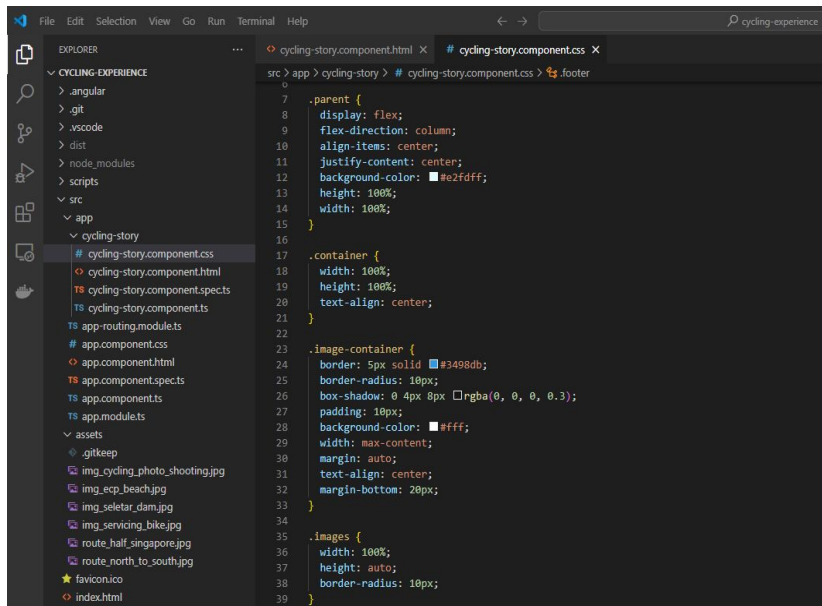 File Edit Selection View Go Run Terminal Help
cycling-experience
EXPLORER
CYCLING-EXPERIENCE
.angular
.git
.vscode
dist
node_modules
scripts
src
app
cycling-story
# cycling-story.component.css
<> cycling-story.component.html
TS cycling-story.component.spec.ts
TS cycling-story.component.ts
TS app-routing.module.ts
# app.component.css
<> app.component.html
TS app.component.spec.ts
TS app.component.ts
TS app.module.ts
assets
.gitkeep
img_cycling_photo_shooting.jpg
img_ecp_beach.jpg
img_seletar_dam.jpg
img_servicing_bike.jpg
route_half_singapore.jpg
route_north_to_south.jpg
favicon.ico
<> index.html
<> cycling-story.component.html # cycling-story.component.css
src > app > cycling-story > # cycling-story.component.css > .footer
6
7 .parent {
8 display: flex;
9 flex-direction: column;
10 align-items: center;
11 justify-content: center;
12 background-color: #e2fdff;
13 height: 100%;
14 width: 100%;
15 }
16
17 .container {
18 width: 100%;
19 height: 100%;
20 text-align: center;
21 }
22
23 .image-container {
24 border: 5px solid #3498db;
25 border-radius: 10px;
26 box-shadow: 0 4px 8px rgba(0, 0, 0, 0.3);
27 padding: 10px;
28 background-color: #fff;
29 width: max-content;
30 margin: auto;
31 text-align: center;
32 margin-bottom: 20px;
33 }
34
35 .images {
36 width: 100%;
37 height: auto;
38 border-radius: 10px;
39 }